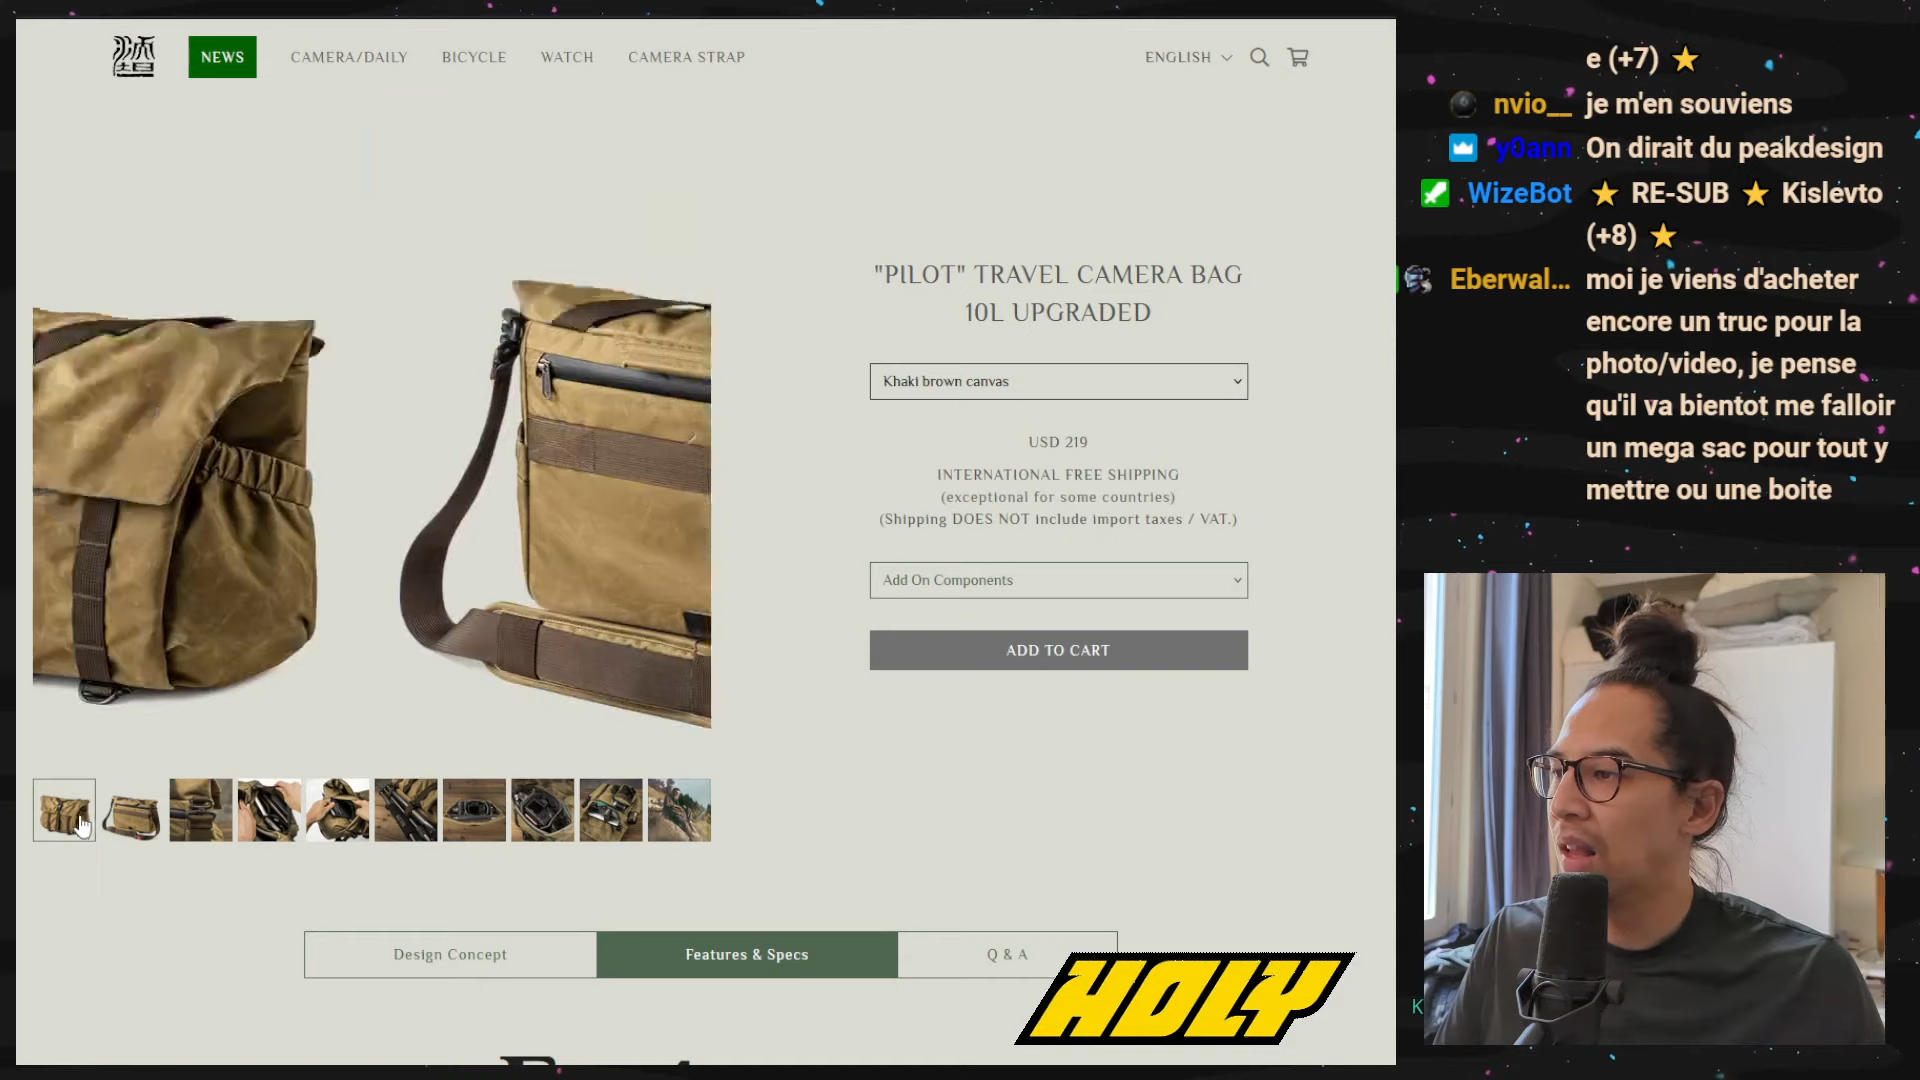 NEWS
CAMERA/DAILY
BICYCLE
WATCH
CAMERA STRAP
ENGLISH
"PILOT" TRAVEL CAMERA BAG
10L UPGRADED
Khaki brown canvas
USD 219
INTERNATIONAL FREE SHIPPING
(exceptional for some countries)
(Shipping DOES NOT include import taxes / VAT.)
Add On Components
ADD TO CART
Design Concept
Features & Specs
Q & A
HOLY
e (+7)
nvio__ je m'en souviens
y0ann On dirait du peakdesign
WizeBot RE-SUB Kislevto
(+8)
Eberwal... moi je viens d'acheter
encore un truc pour la
photo/video, je pense
qu'il va bientot me falloir
un mega sac pour tout y
mettre ou une boite
K